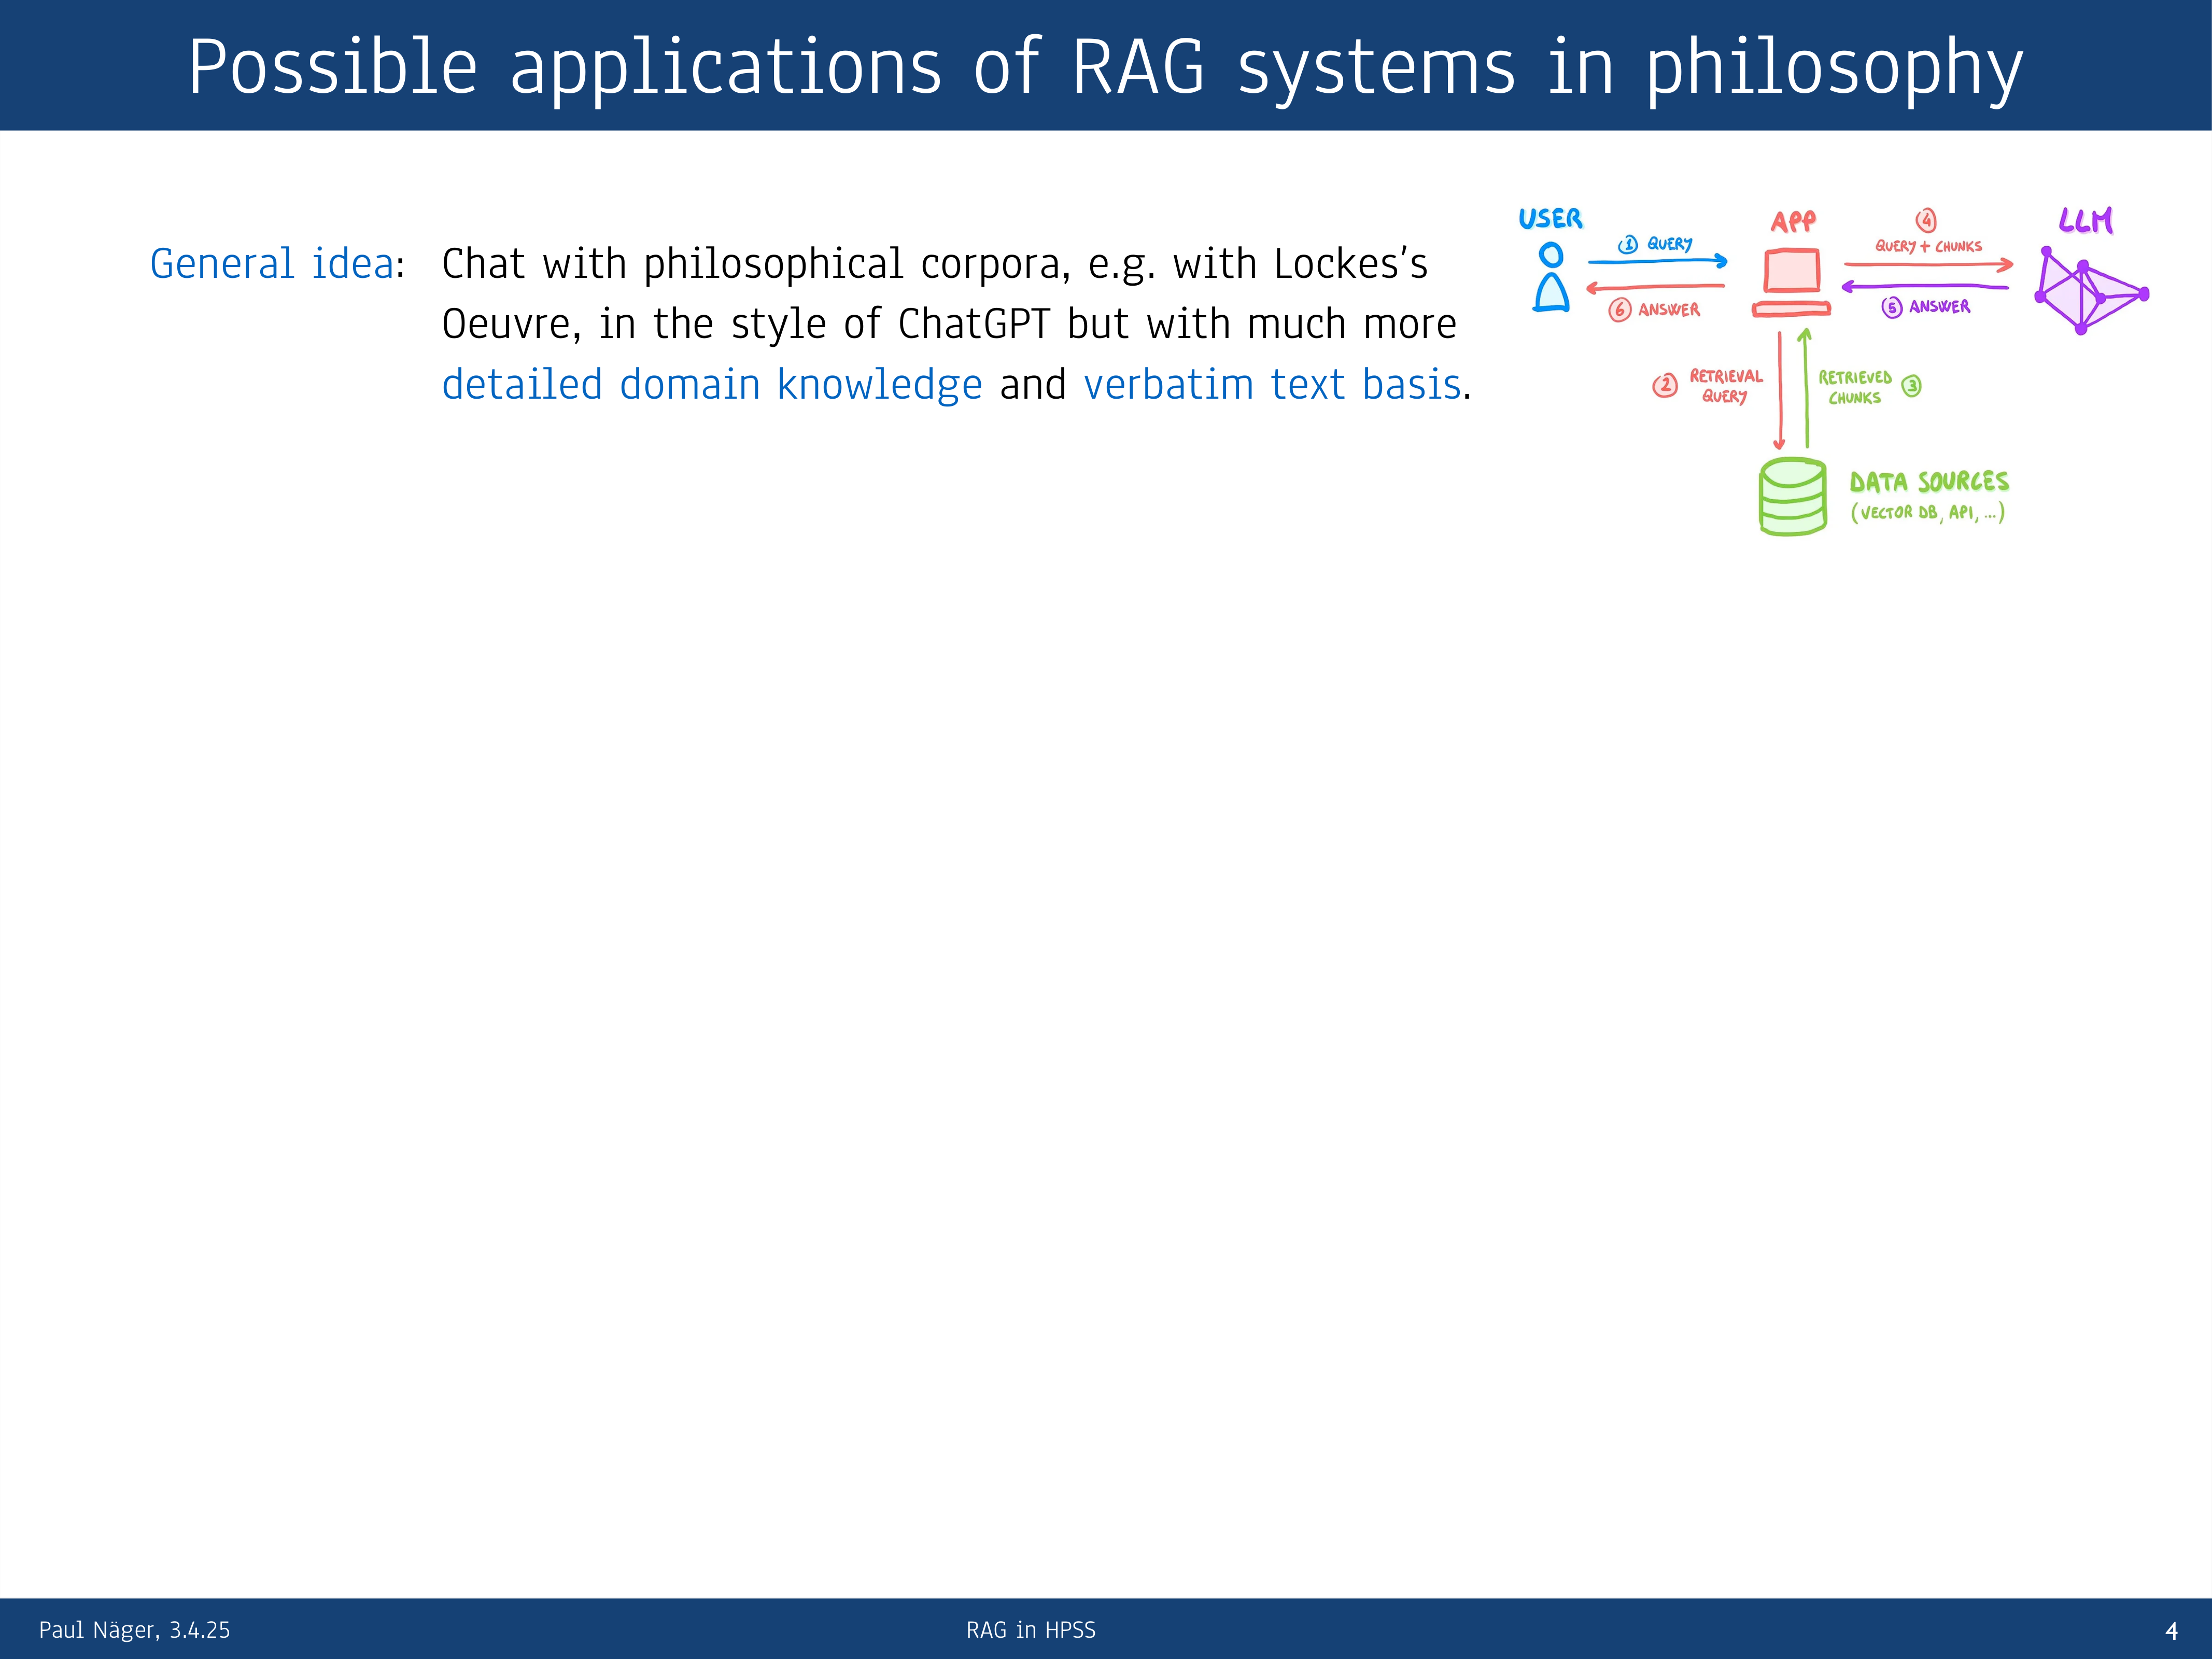 Possible applications of RAG systems in philosophy
General idea: Chat with philosophical corpora, e.g. with Lockes's
Oeuvre, in the style of ChatGPT but with much more
detailed domain knowledge and verbatim text basis.
USER
1 QUERY
6 ANSWER
APP
4
QUERY + CHUNKS
5 ANSWER
LLM
2 RETRIEVAL
QUERY
RETRIEVED 3
CHUNKS
DATA SOURCES
(VECTOR DB, API, ...)
Paul Näger, 3.4.25
RAG in HPSS
4